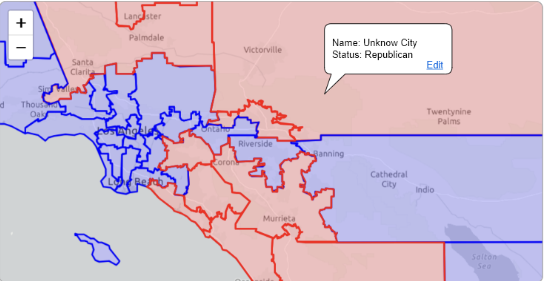 +
−
Lancaster
Palmdale
Victorville
Name: Unknow City
Status: Republican
Edit
Santa
Clarita
Simi Valley
Thousand
Oaks
Los Angeles
Ontario
Twentynine
Palms
Riverside
Corona
Banning
Cathedral
City
Indio
Long Beach
Murrieta
Salton
Sea